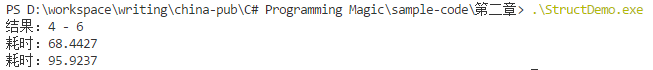 PS D:\workspace\writing\china-pub\C# Programming Magic\sample-code\第二章> .\StructDemo.exe
结果：4 - 6
耗时：68.4427
耗时：95.9237